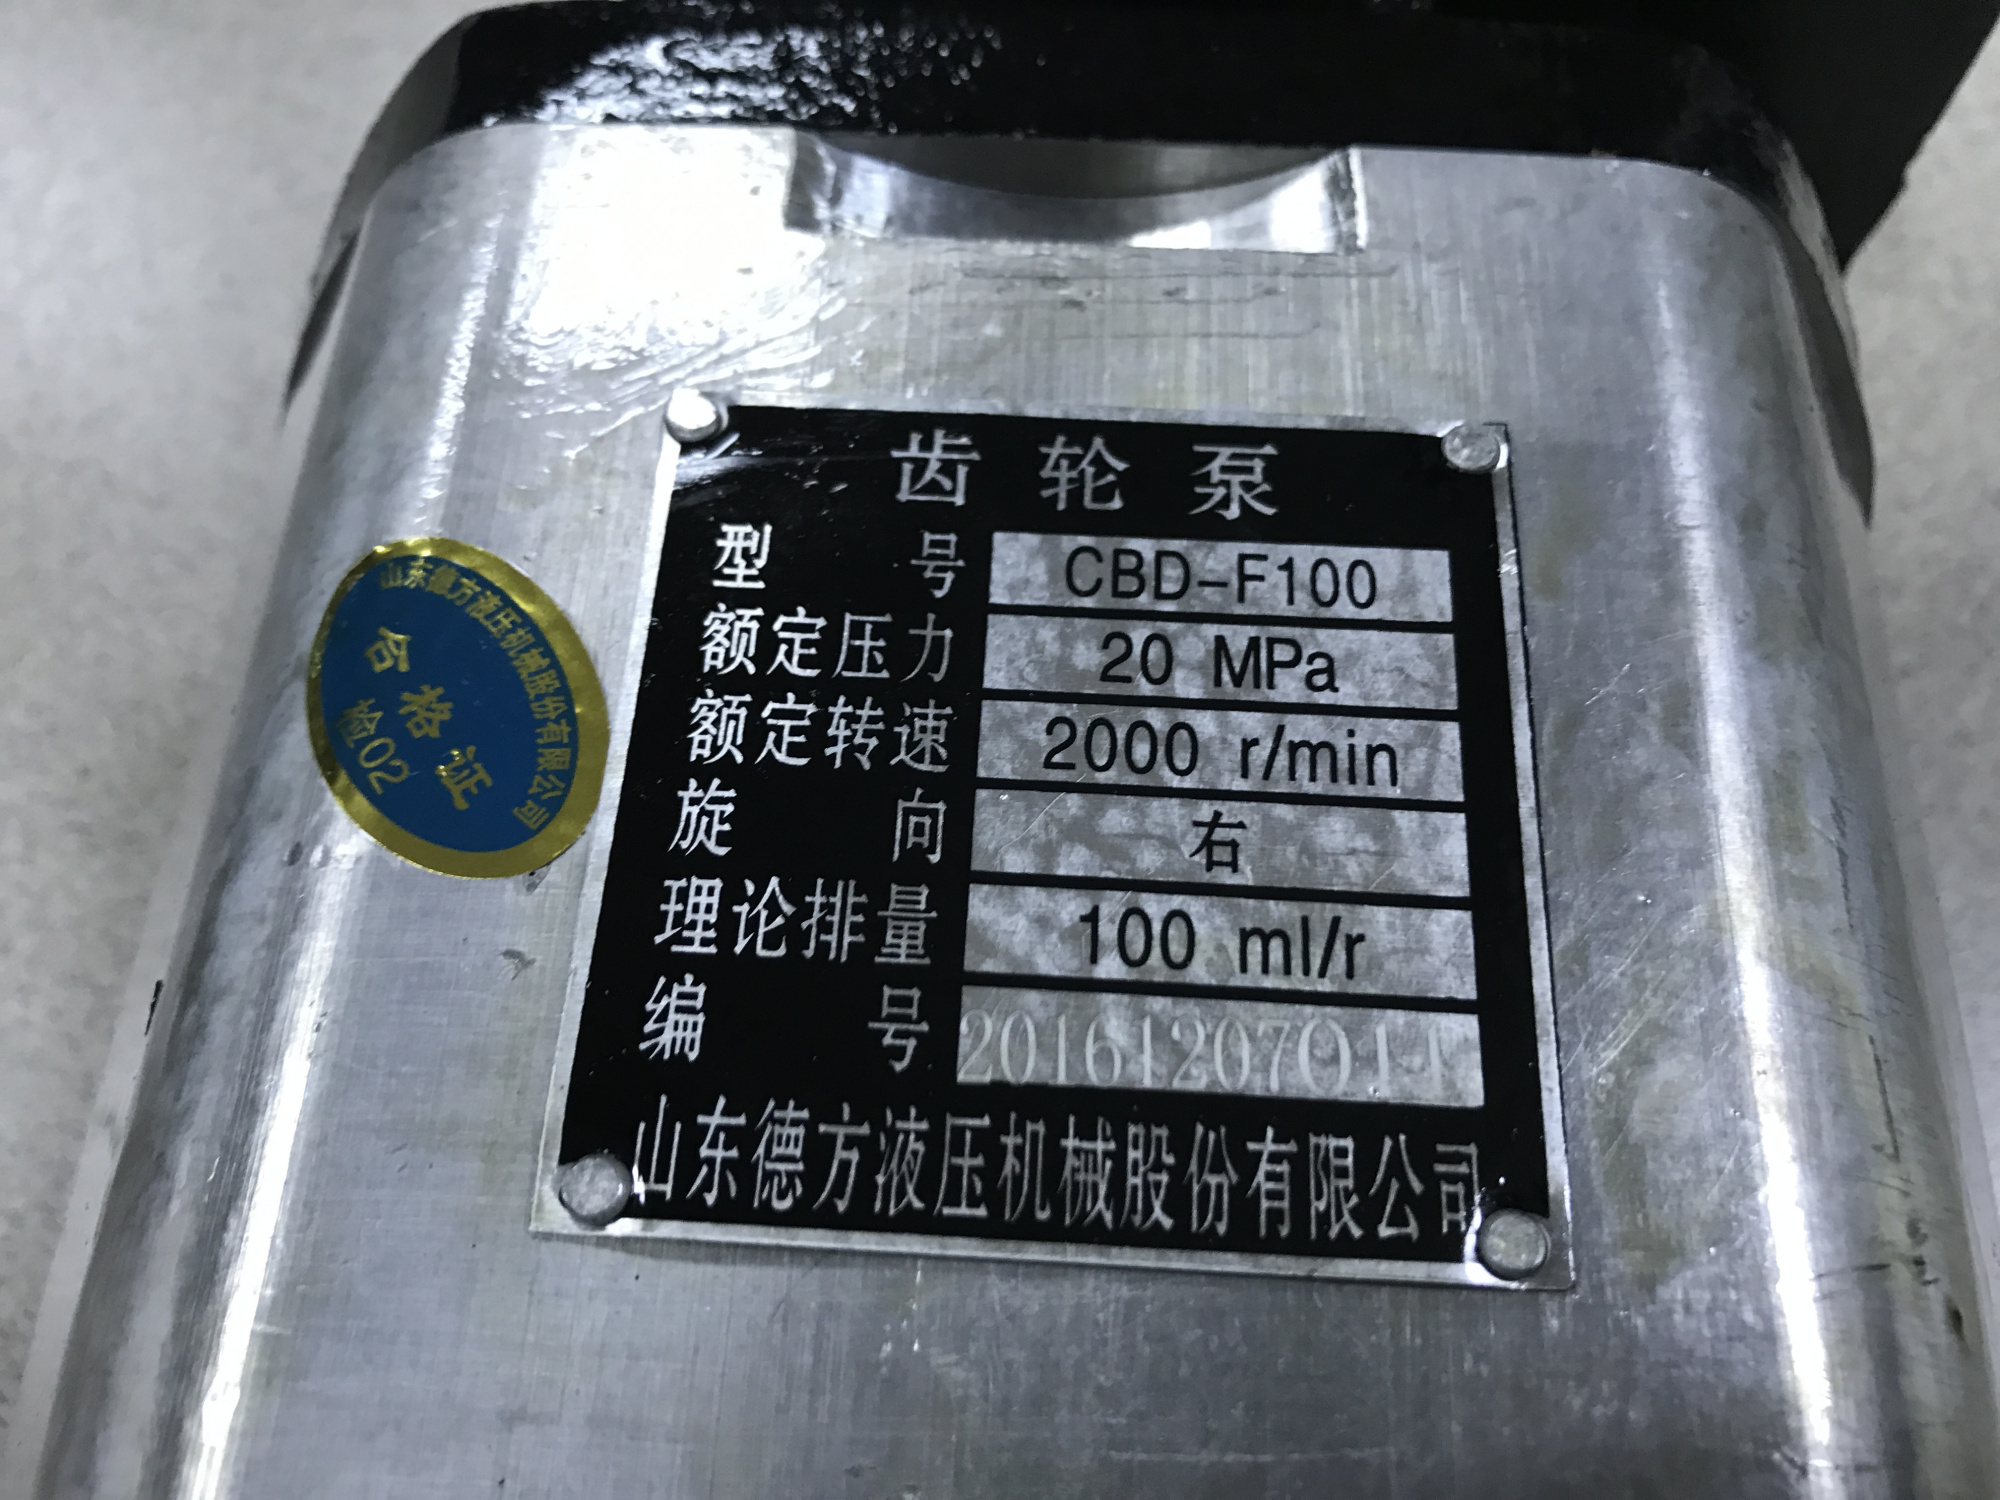 齿轮泵
型号 CBD-F100
额定压力 20 MPa
额定转速 2000 r/min
旋向 右
理论排量 100 ml/r
编号 20161207011
山东德方液压机械股份有限公司
山东德方液压机械股份有限公司
合格证
检02